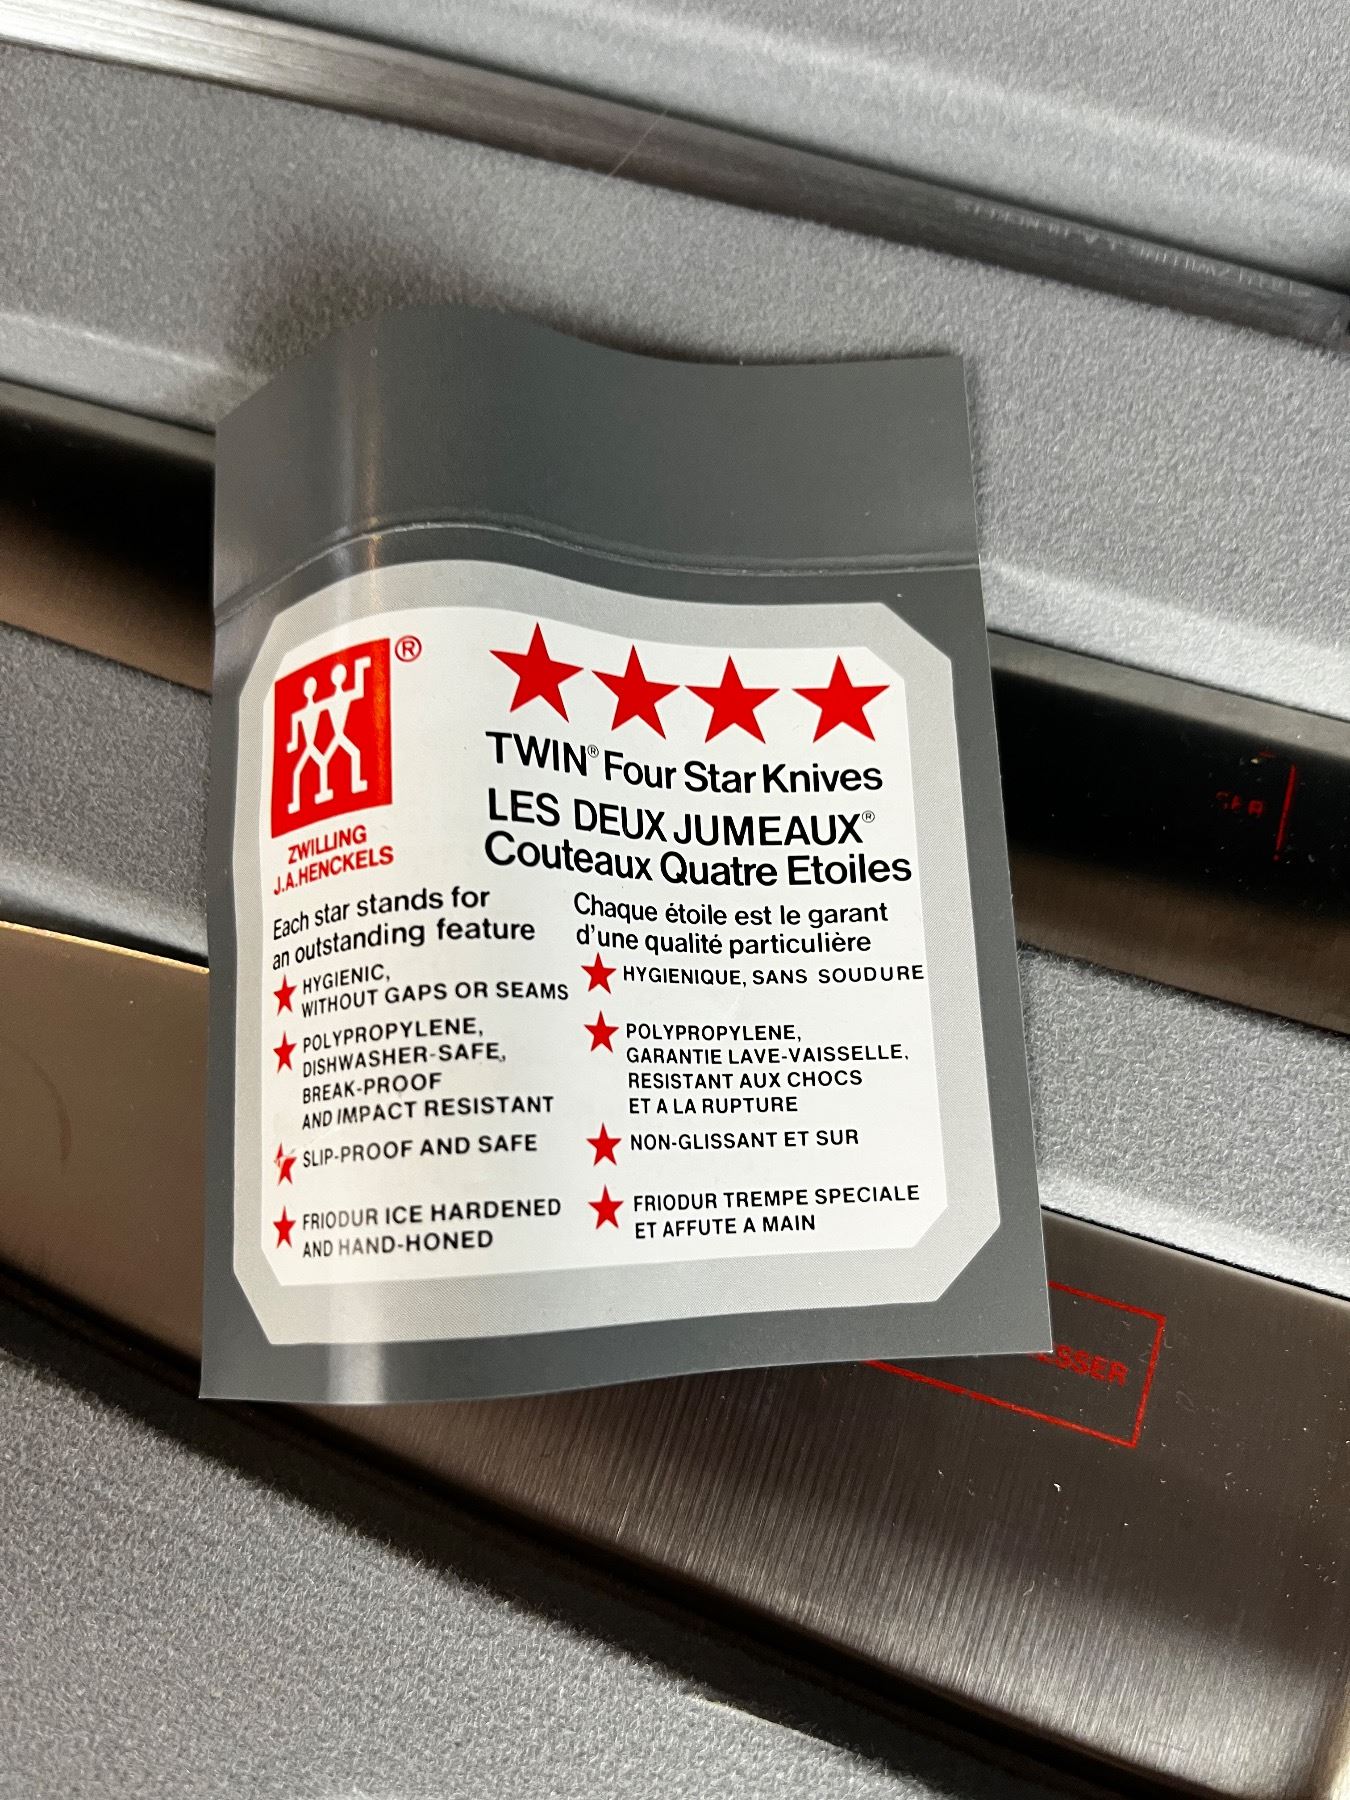 ®
ZWILLING
J.A.HENCKELS
TWIN® Four Star Knives
LES DEUX JUMEAUX®
Couteaux Quatre Etoiles
Each star stands for
an outstanding feature
HYGIENIC,
WITHOUT GAPS OR SEAMS
POLYPROPYLENE,
DISHWASHER-SAFE,
BREAK-PROOF
AND IMPACT RESISTANT
SLIP-PROOF AND SAFE
FRIODUR ICE HARDENED
AND HAND-HONED
Chaque étoile est le garant
d'une qualité particulière
HYGIENIQUE, SANS SOUDURE
POLYPROPYLENE,
GARANTIE LAVE-VAISSELLE,
RESISTANT AUX CHOCS
ET A LA RUPTURE
NON-GLISSANT ET SUR
FRIODUR TREMPE SPECIALE
ET AFFUTE A MAIN